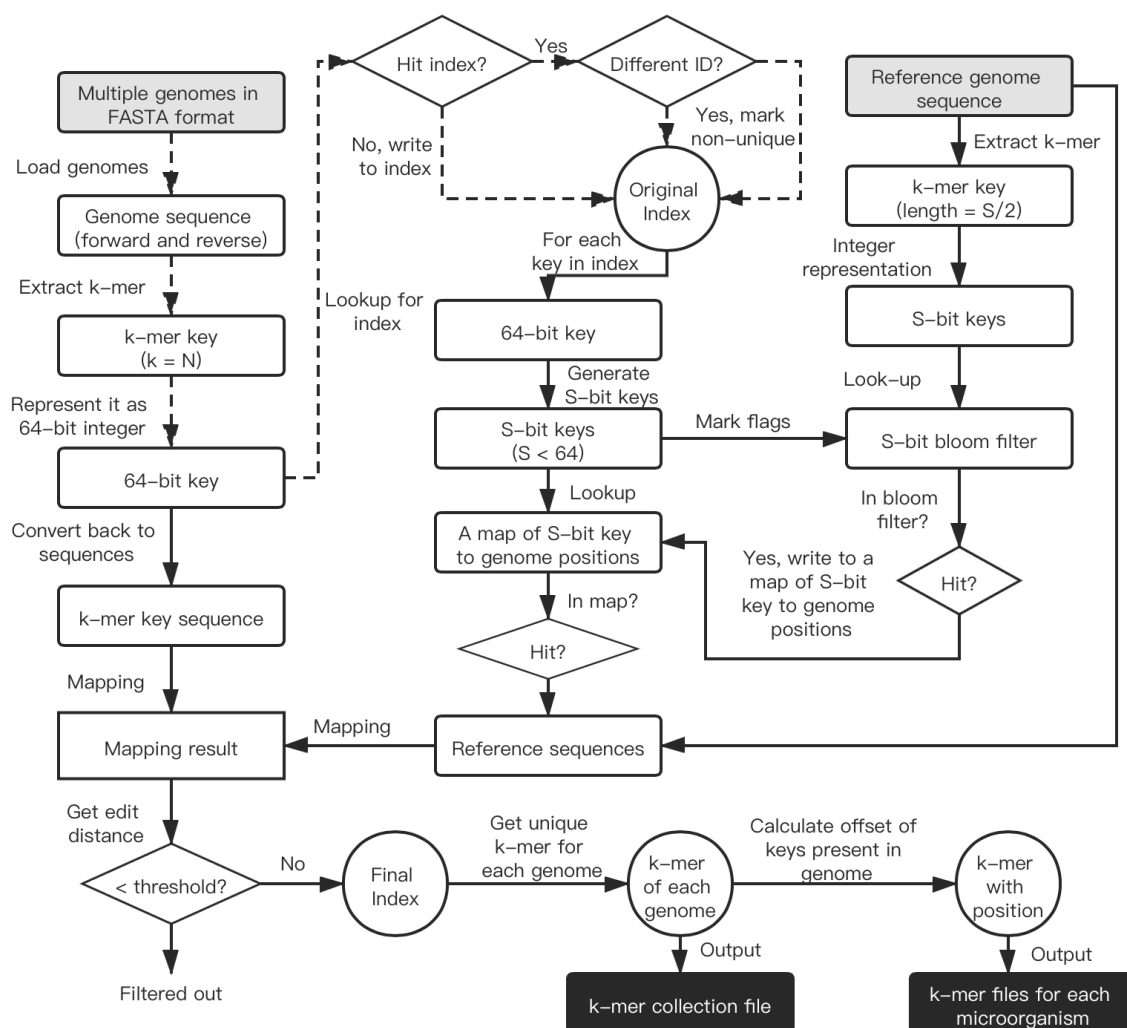 Multiple genomes in
FASTA format
Load genomes
Genome sequence
(forward and reverse)
Extract k-mer
k-mer key
(k = N)
Represent it as
64-bit integer
64-bit key
Convert back to
sequences
k-mer key sequence
Mapping
Mapping result
Get edit
distance
< threshold?
Filtered out
No
Final
Index
Get unique
k-mer for
each genome
k-mer
of each
genome
Output
k-mer collection file
Calculate offset of
keys present in
genome
k-mer
with
position
Output
k-mer files for each
microorganism
Lookup for
index
Hit index?
Yes
Different ID?
No, write
to index
Yes, mark
non-unique
Original
Index
For each
key in index
64-bit key
Generate
S-bit keys
S-bit keys
(S < 64)
Mark flags
Lookup
A map of S-bit key
to genome positions
In map?
Hit?
Reference sequences
Mapping
Reference genome
sequence
Extract k-mer
k-mer key
(length = S/2)
Integer
representation
S-bit keys
Look-up
S-bit bloom filter
In bloom
filter?
Hit?
Yes, write to a
map of S-bit
key to genome
positions